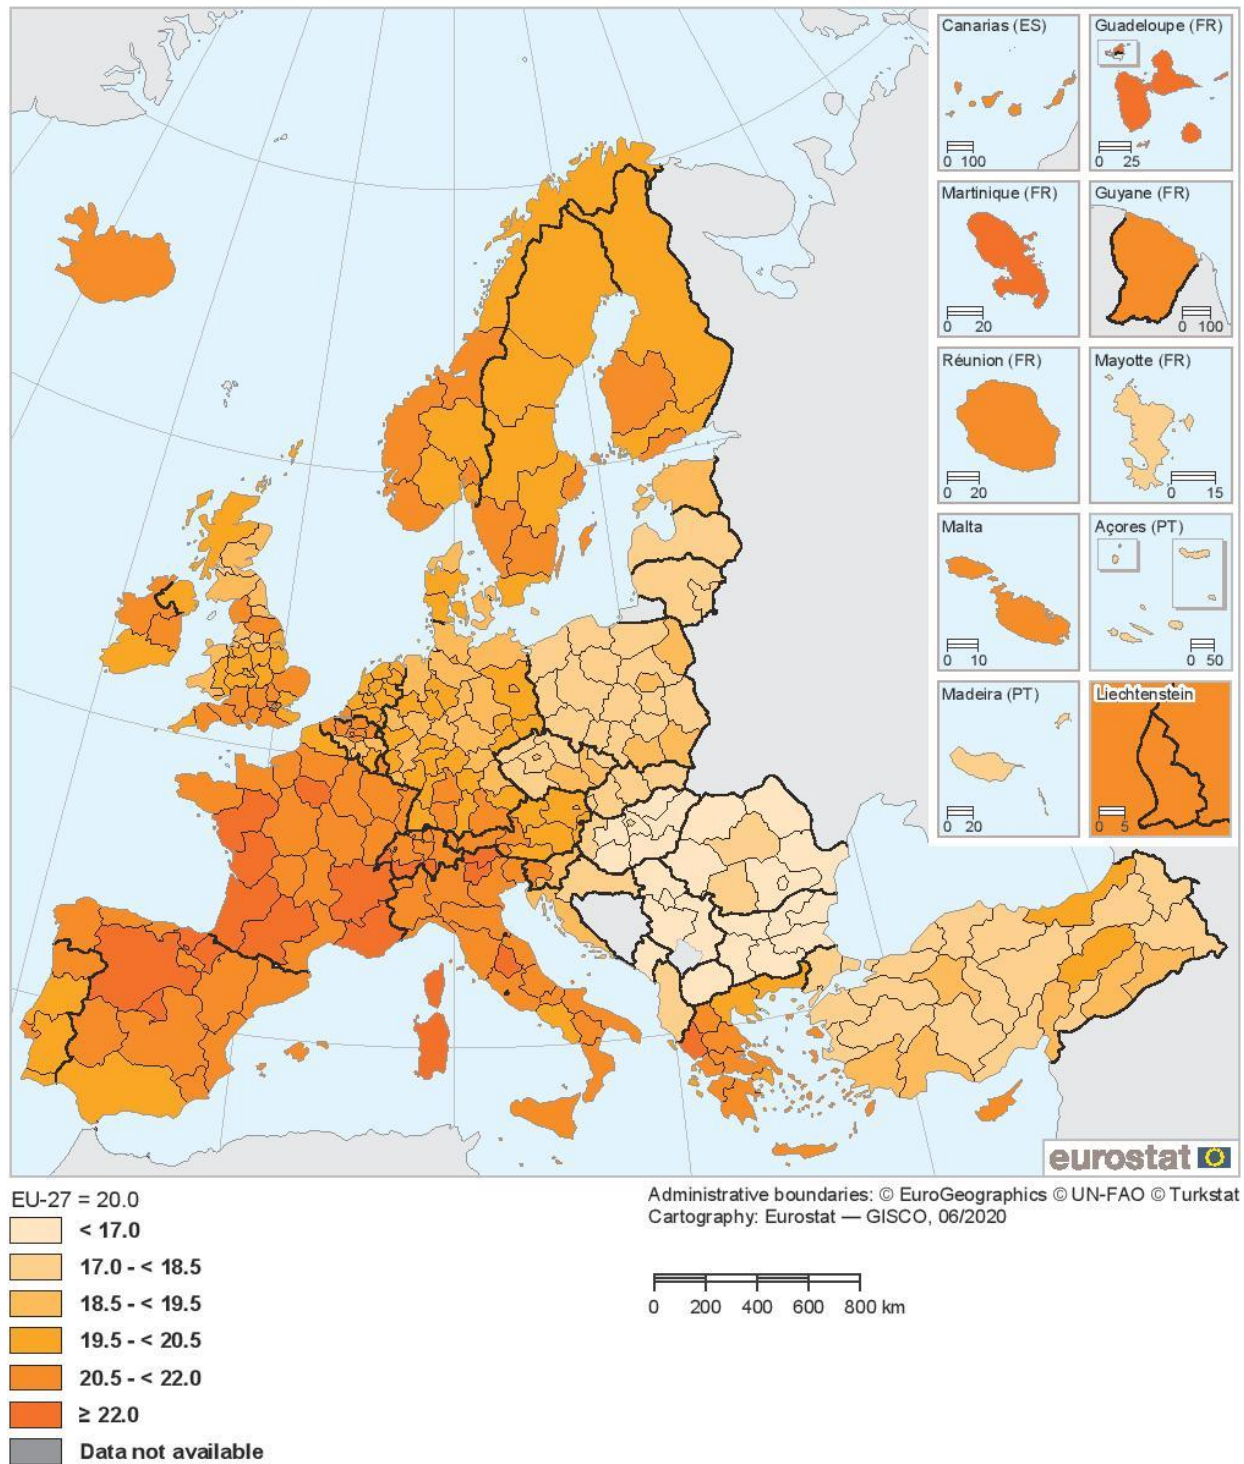 Canarias (ES)
0 100
Guadeloupe (FR)
0 25
Martinique (FR)
0 20
Guyane (FR)
0 100
Réunion (FR)
0 20
Mayotte (FR)
0 15
Malta
0 10
Açores (PT)
0 50
Madeira (PT)
0 20
Liechtenstein
0 5
eurostat
EU-27 = 20.0
< 17.0
17.0 - < 18.5
18.5 - < 19.5
19.5 - < 20.5
20.5 - < 22.0
≥ 22.0
Data not available
Administrative boundaries: © EuroGeographics © UN-FAO © Turkstat
Cartography: Eurostat — GISCO, 06/2020
0 200 400 600 800 km